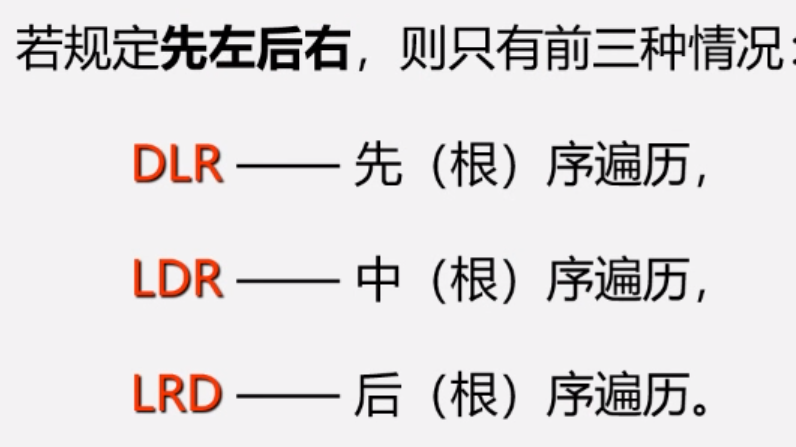 若规定先左后右，则只有前三种情况：
DLR —— 先（根）序遍历，
LDR —— 中（根）序遍历，
LRD —— 后（根）序遍历。